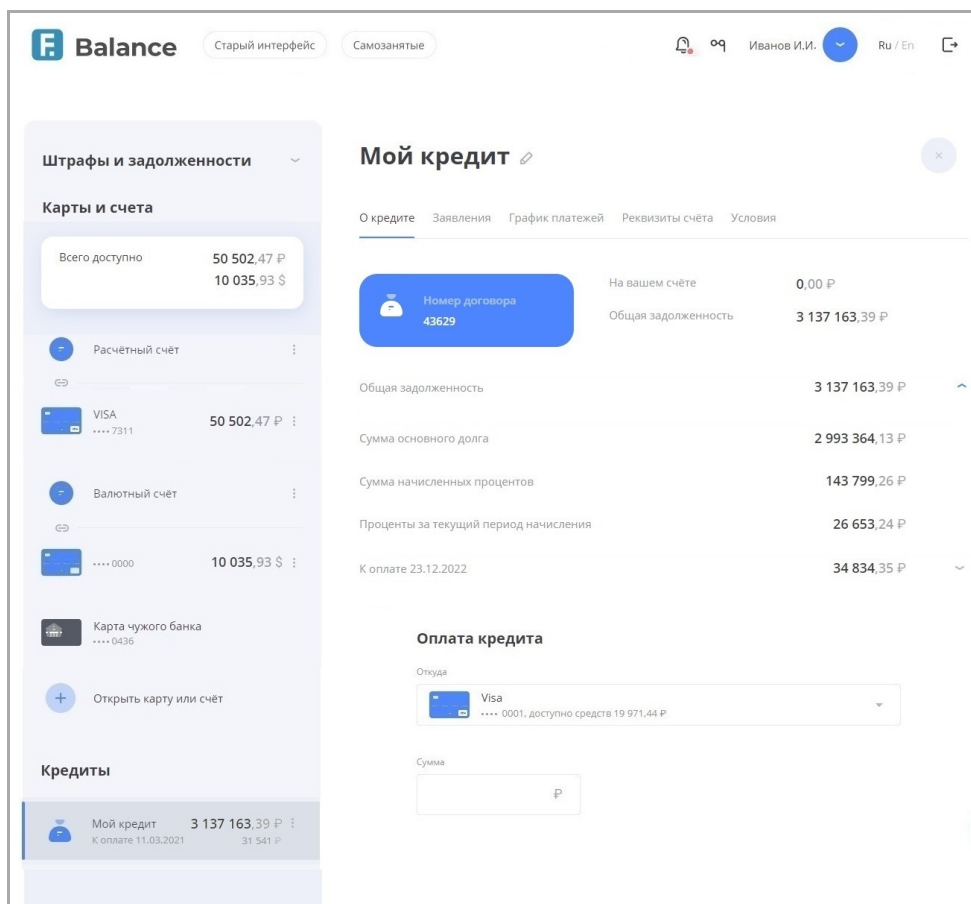 F. Balance Старый интерфейс Самозанятые Иванов И.И. Ru / En
Штрафы и задолженности
Карты и счета
Всего доступно 50 502,47 ₽
10 035,93 $
Расчётный счёт
VISA
•••• 7311
50 502,47 ₽
Валютный счёт
•••• 0000 10 035,93 $
Карта чужого банка
•••• 0436
Открыть карту или счёт
Кредиты
Мой кредит 3 137 163,39 ₽
К оплате 11.03.2021 31 541 ₽
Мой кредит
О кредите Заявления График платежей Реквизиты счёта Условия
Номер договора
43629
На вашем счёте 0,00 ₽
Общая задолженность 3 137 163,39 ₽
Общая задолженность 3 137 163,39 ₽
Сумма основного долга 2 993 364,13 ₽
Сумма начисленных процентов 143 799,26 ₽
Проценты за текущий период начисления 26 653,24 ₽
К оплате 23.12.2022 34 834,35 ₽
Оплата кредита
Откуда
Visa
•••• 0001, доступно средств 19 971,44 ₽
Сумма
₽